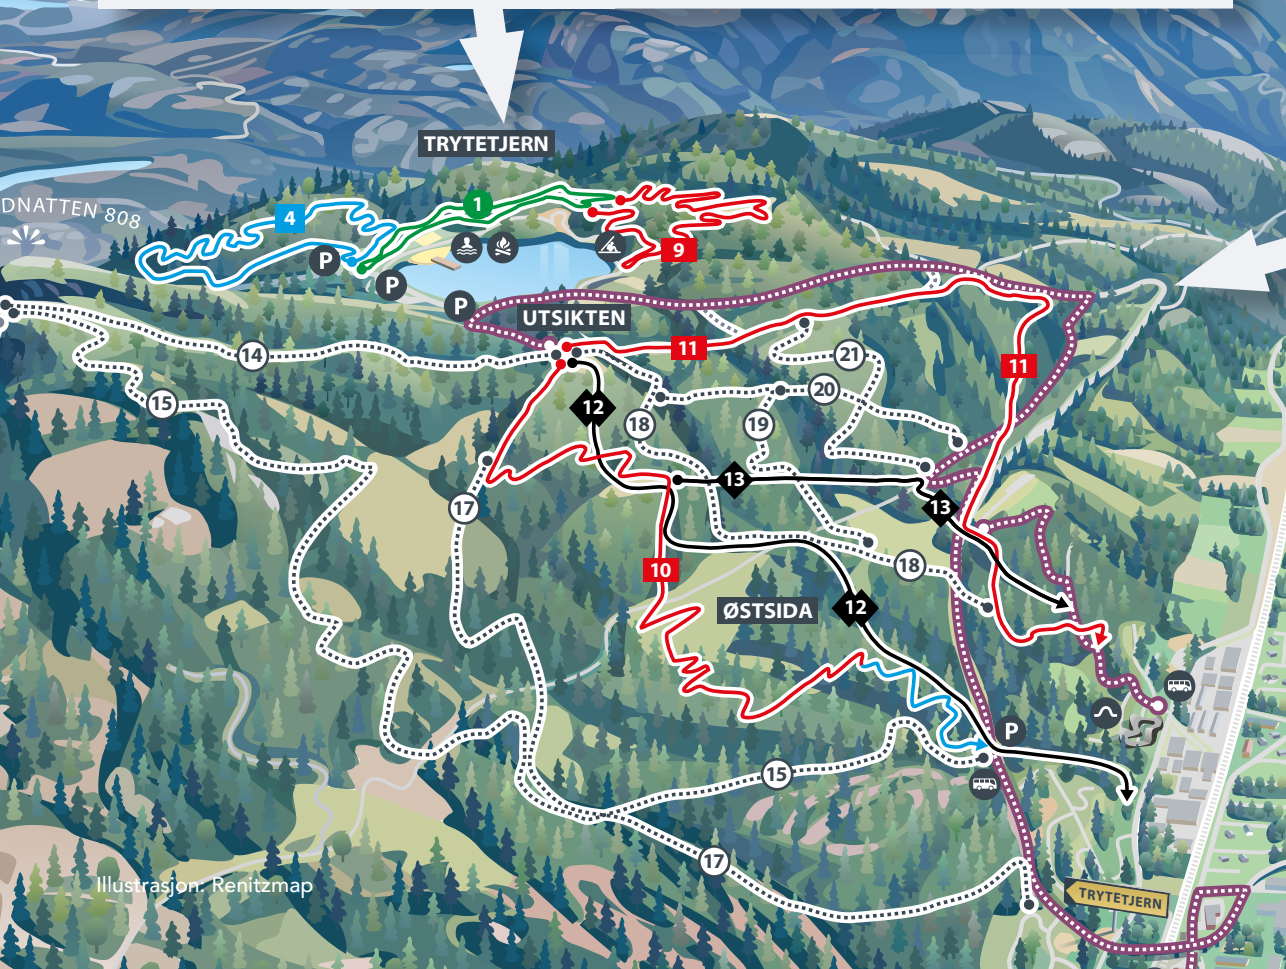 TRYTETJERN
DNATTEN 808
1
4
9
P
P
P
UTSIKTEN
11
14
21
11
20
15
12
18
19
13
17
13
10
18
ØSTSIDA
12
P
15
17
Illustrasjon: Renitzmap
TRYTETJERN